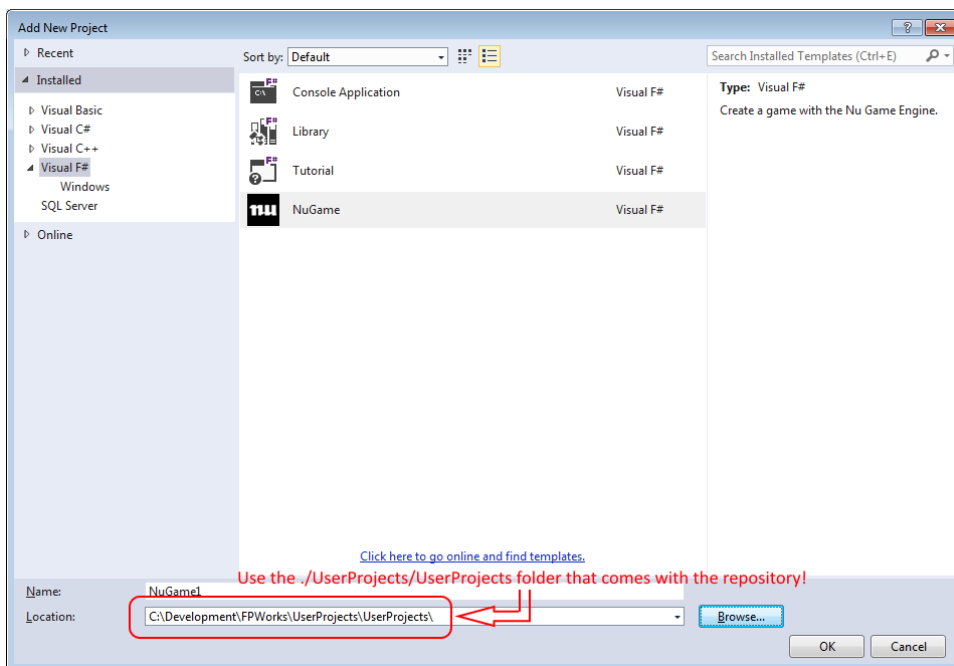 Add New Project
Recent
Sort by: Default
Search Installed Templates (Ctrl+E)
Installed
Visual Basic
Visual C#
Visual C++
Visual F#
Windows
SQL Server
Online
Console Application Visual F#
Library Visual F#
Tutorial Visual F#
nu NuGame Visual F#
Type: Visual F#
Create a game with the Nu Game Engine.
Click here to go online and find templates.
Use the ./UserProjects/UserProjects folder that comes with the repository!
Name: NuGame1
Location: C:\Development\FPWorks\UserProjects\UserProjects\ Browse...
OK Cancel